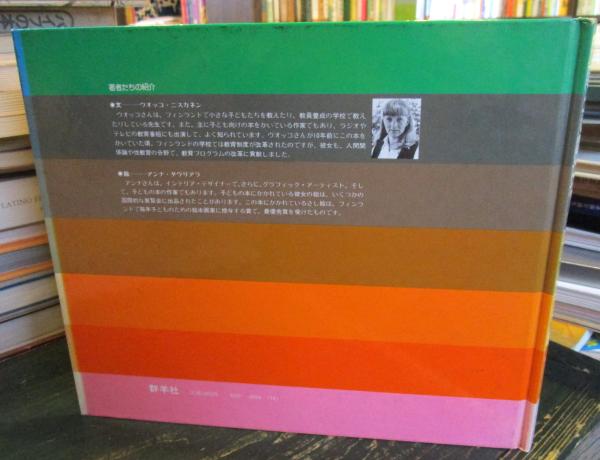 著者たちの紹介
●文――ウオッコ・ニスカネン
ウオッコさんは、フィンランドで小さな子どもたちを教えたり、教員養成の学校で教え
たりしている先生です。また、主に子ども向けの本をかいている作家でもあり、ラジオや
テレビの教育番組にも出演して、よく知られています。ウオッコさんが10年前にこの本を
かいていた頃、フィンランドの学校では教育制度が改革されたのですが、彼女も、人間関
係論や性教育の分野で、教育プログラムの改革に貢献しました。
●絵――アンナ・タウリアラ
アンナさんは、インテリア・デザイナーで、さらに、グラフィック・アーティスト、そし
て、子どもの本の作家でもあります。子どもの本にかかれている彼女の絵は、いくつかの
国際的な展覧会に出品されたことがあります。この本にかかれているさし絵は、フィンラ
ンドで毎年子どものための絵本画家に授与する賞で、最優秀賞を受けたものです。
群羊社
LATINO